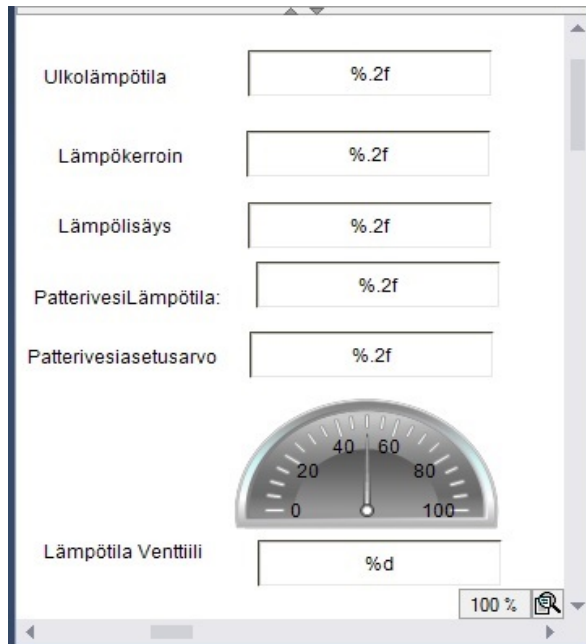 Ulkolämpötila %.2f
Lämpökerroin %.2f
Lämpölisäys %.2f
PatterivesiLämpötila: %.2f
Patterivesiasetusarvo %.2f
0 20 40 60 80 100
Lämpötila Venttiili %d
100 %